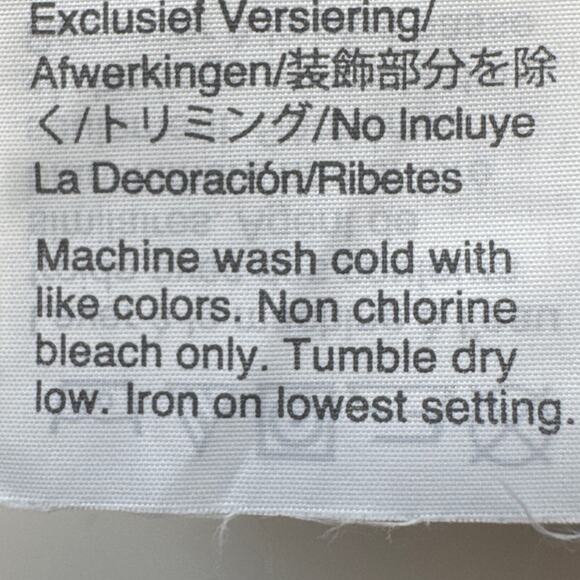 Exclusief Versiering/
Afwerkingen/装飾部分を除
く/トリミング/No Incluye
La Decoración/Ribetes
Machine wash cold with
like colors. Non chlorine
bleach only. Tumble dry
low. Iron on lowest setting.